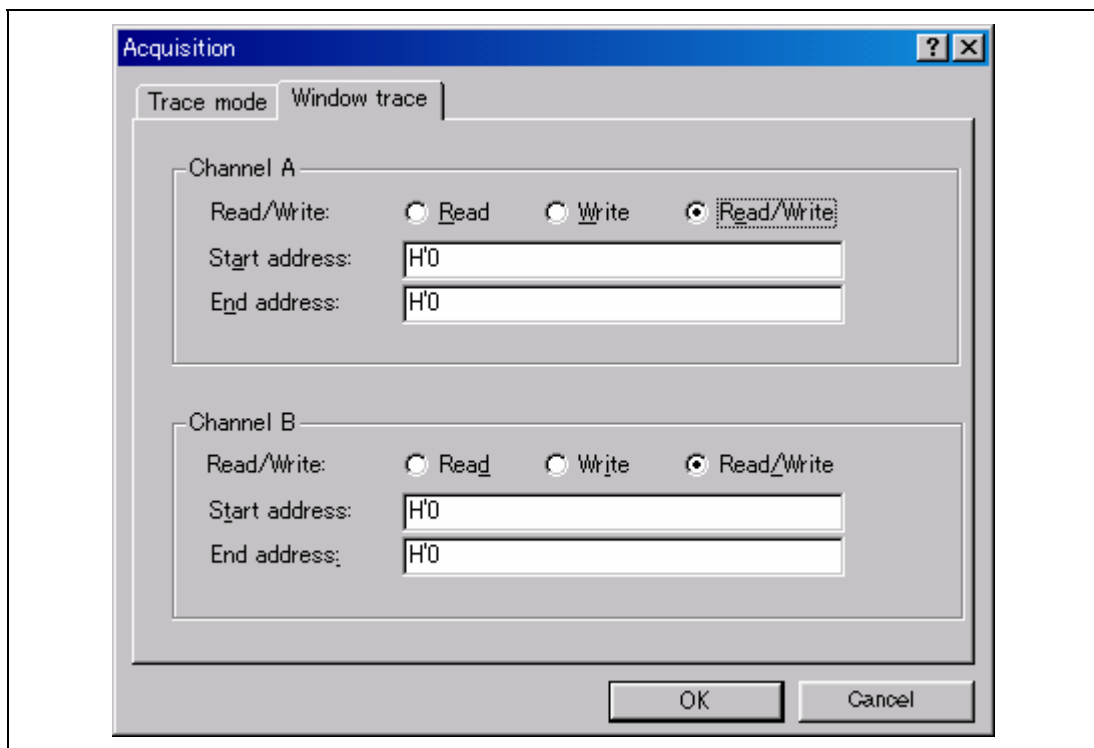 Acquisition
Trace mode Window trace
Channel A
Read/Write: Read Write Read/Write
Start address: H'0
End address: H'0
Channel B
Read/Write: Read Write Read/Write
Start address: H'0
End address: H'0
OK Cancel